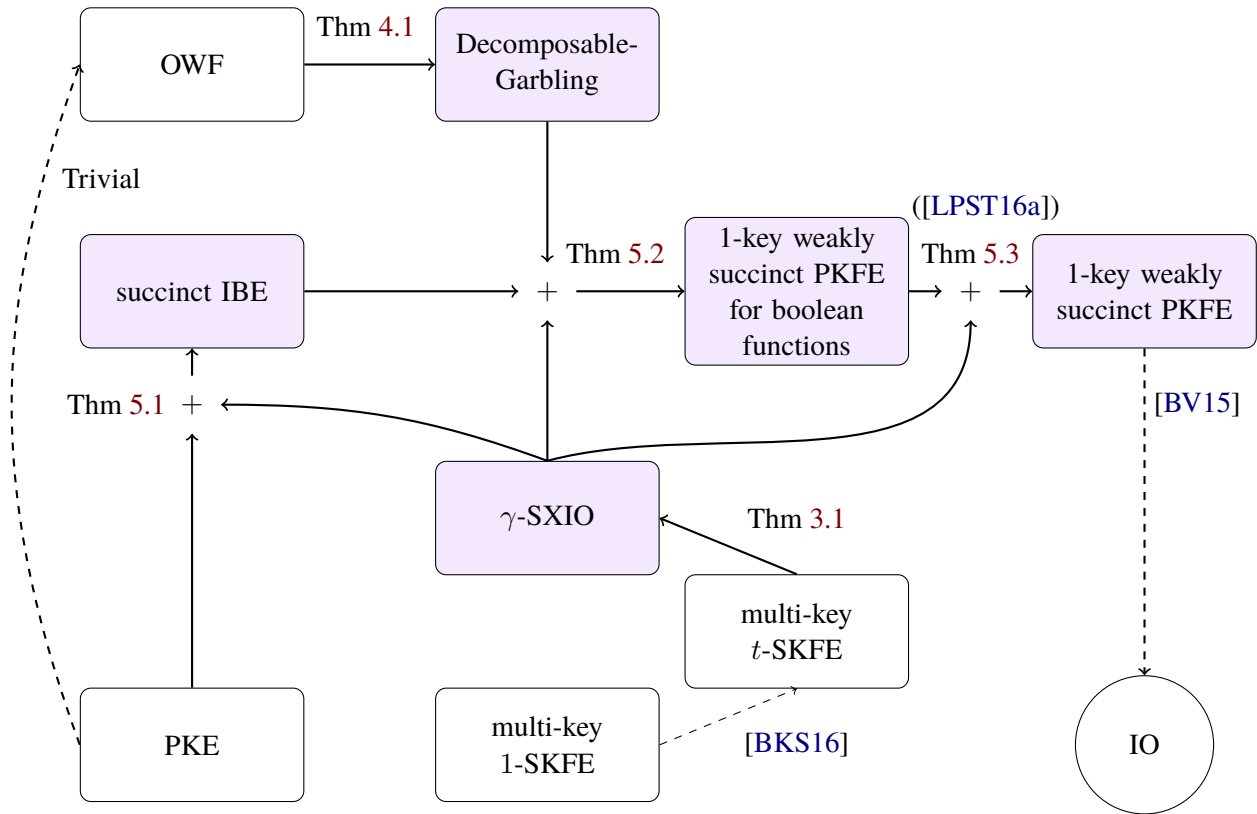 OWF
Thm 4.1
Decomposable-
Garbling
Trivial
succinct IBE
+
Thm 5.2
1-key weakly
succinct PKFE
for boolean
functions
([LPST16a])
Thm 5.3
+
1-key weakly
succinct PKFE
Thm 5.1 +
[BV15]
γ-SXIO
Thm 3.1
multi-key
t-SKFE
PKE
multi-key
1-SKFE
[BKS16]
IO